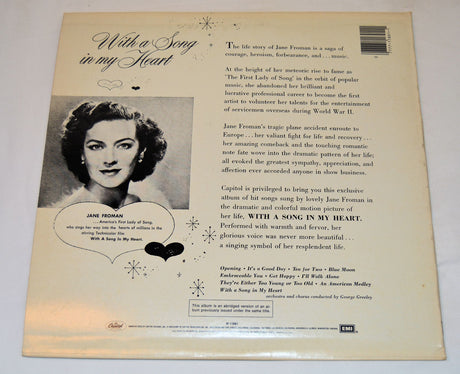 With a Song
in my Heart
The life story of Jane Froman is a saga of
courage, heroism, forbearance, and . . . music.
At the height of her meteoric rise to fame as
'The First Lady of Song' in the orbit of popular
music, she abandoned her brilliant and
lucrative professional career to become the first
artist to volunteer her talents for the entertainment
of servicemen overseas during World War II.
Jane Froman's tragic plane accident enroute to
Europe . . . her valiant fight for life and recovery . . .
her amazing comeback and the touching romantic
note fate wove into the dramatic pattern of her life;
all evoked the greatest sympathy, appreciation, and
affection ever accorded anyone in show business.
Capitol is privileged to bring you this exclusive
album of hit songs sung by lovely Jane Froman in
the dramatic and colorful motion picture of
her life, WITH A SONG IN MY HEART.
Performed with warmth and fervor, her
glorious voice was never more beautiful . . .
a singing symbol of her resplendent life.
JANE FROMAN
. . . America's First Lady of Song,
who sings her way into the hearts of millions in the
stirring Technicolor film
With A Song in My Heart.
Opening • It's a Good Day • Tea for Two • Blue Moon
Embraceable You • Get Happy • I'll Walk Alone
They're Either Too Young or Too Old • An American Medley
With a Song in My Heart
orchestra and chorus conducted by George Greeley
This album is an abridged version of an al-
bum previously issued under the same title.
Capitol
EMI